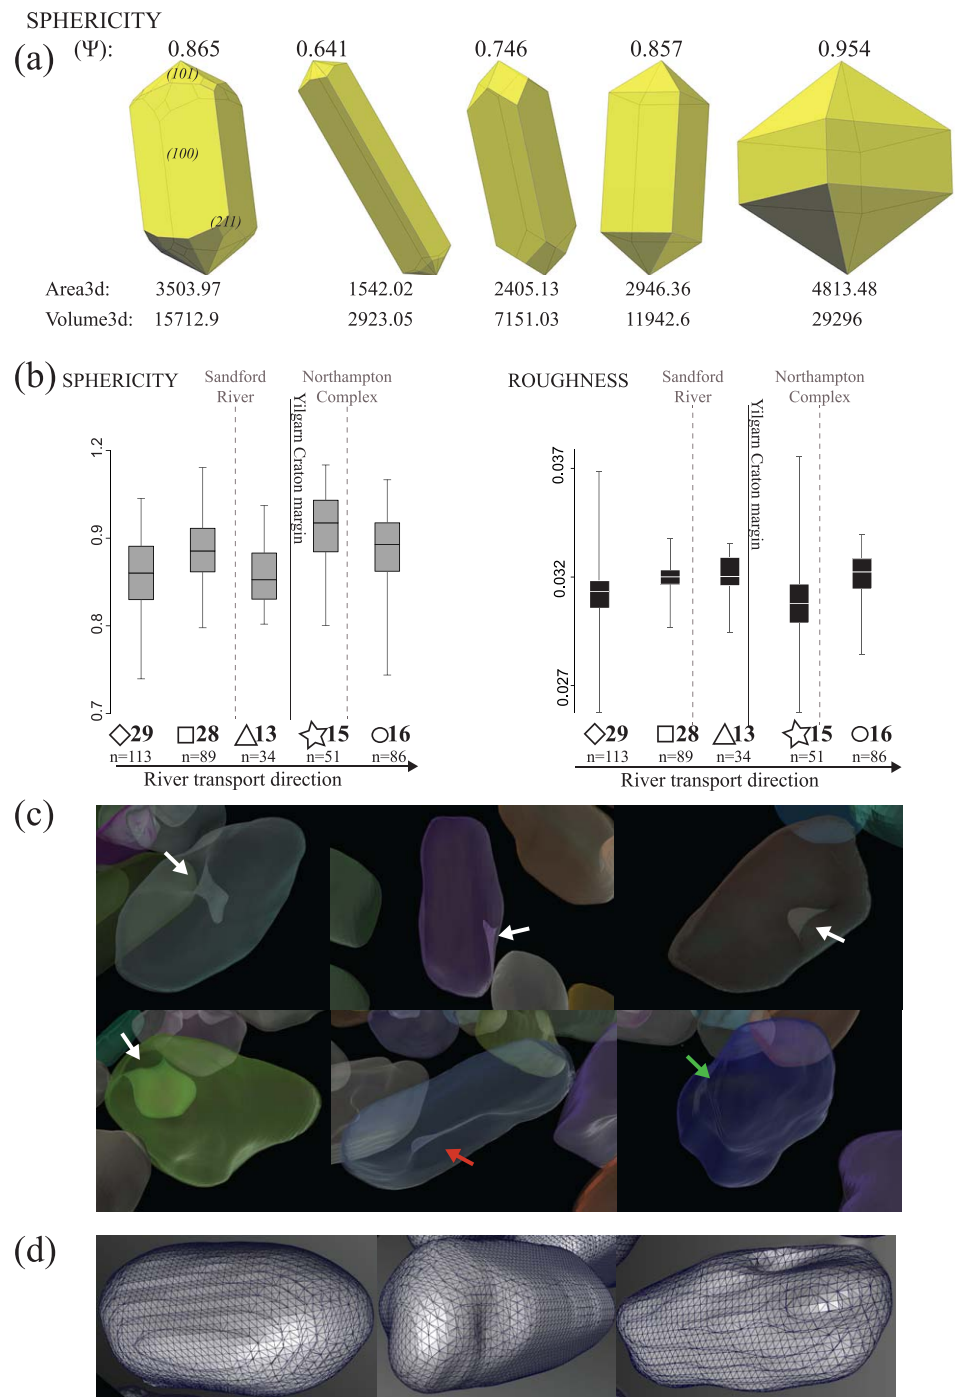 SPHERICITY
(a) (Ψ): 0.865 0.641 0.746 0.857 0.954
(101)
(100)
(211)
Area3d: 3503.97 1542.02 2405.13 2946.36 4813.48
Volume3d: 15712.9 2923.05 7151.03 11942.6 29296
(b) SPHERICITY
Sandford
River
Northampton
Complex
Yilgarn Craton margin
1.2
0.9
0.8
0.7
29 28 13 15 16
n=113 n=89 n=34 n=51 n=86
River transport direction
ROUGHNESS
Sandford
River
Northampton
Complex
Yilgarn Craton margin
0.037
0.032
0.027
29 28 13 15 16
n=113 n=89 n=34 n=51 n=86
River transport direction
(c)
(d)